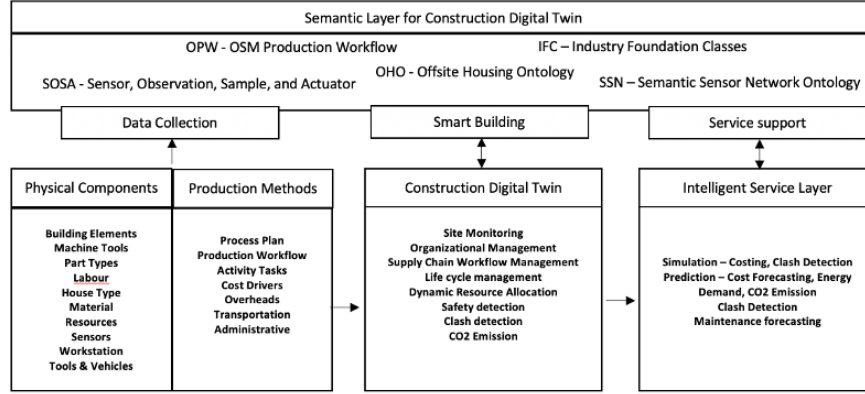 Semantic Layer for Construction Digital Twin
OPW - OSM Production Workflow
IFC – Industry Foundation Classes
SOSA - Sensor, Observation, Sample, and Actuator
OHO - Offsite Housing Ontology
SSN – Semantic Sensor Network Ontology
Data Collection
Smart Building
Service support
Physical Components
Building Elements
Machine Tools
Part Types
Labour
House Type
Material
Resources
Sensors
Workstation
Tools & Vehicles
Production Methods
Process Plan
Production Workflow
Activity Tasks
Cost Drivers
Overheads
Transportation
Administrative
Construction Digital Twin
Site Monitoring
Organizational Management
Supply Chain Workflow Management
Life cycle management
Dynamic Resource Allocation
Safety detection
Clash detection
CO2 Emission
Intelligent Service Layer
Simulation – Costing, Clash Detection
Prediction – Cost Forecasting, Energy
Demand, CO2 Emission
Clash Detection
Maintenance forecasting